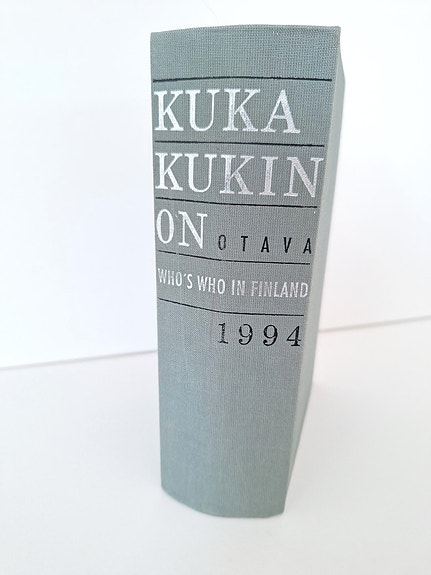 KUKA
KUKIN
ON OTAVA
WHO'S WHO IN FINLAND
1994